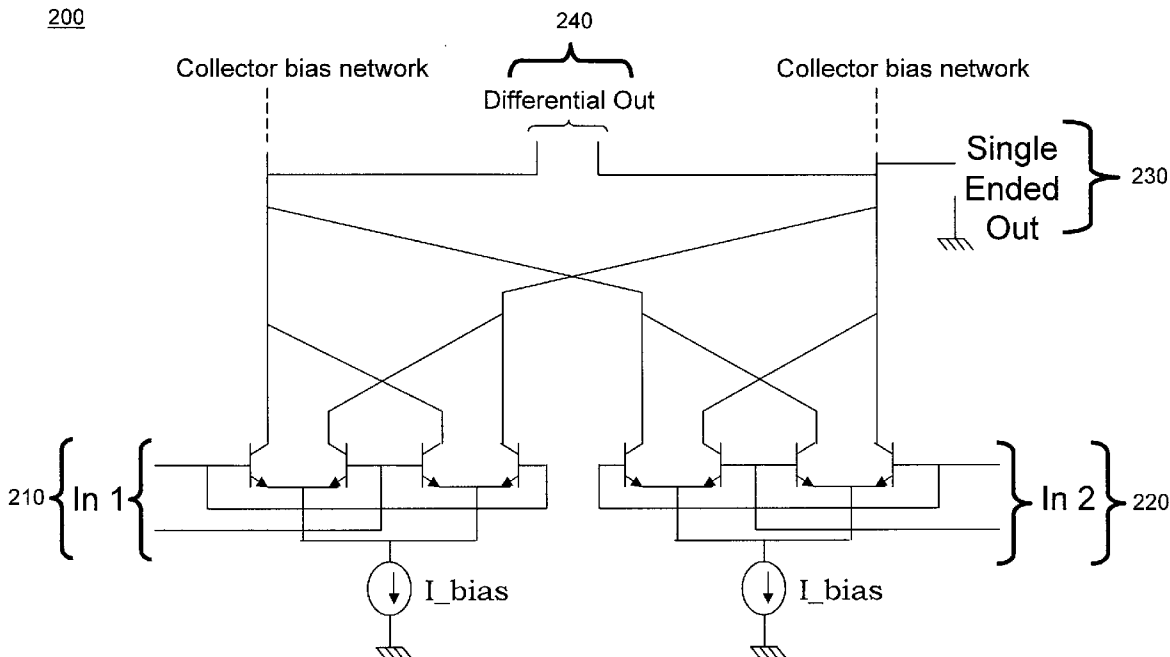 200
240
Collector bias network
Differential Out
Collector bias network
Single
Ended
Out
230
210
In 1
In 2
220
I_bias
I_bias